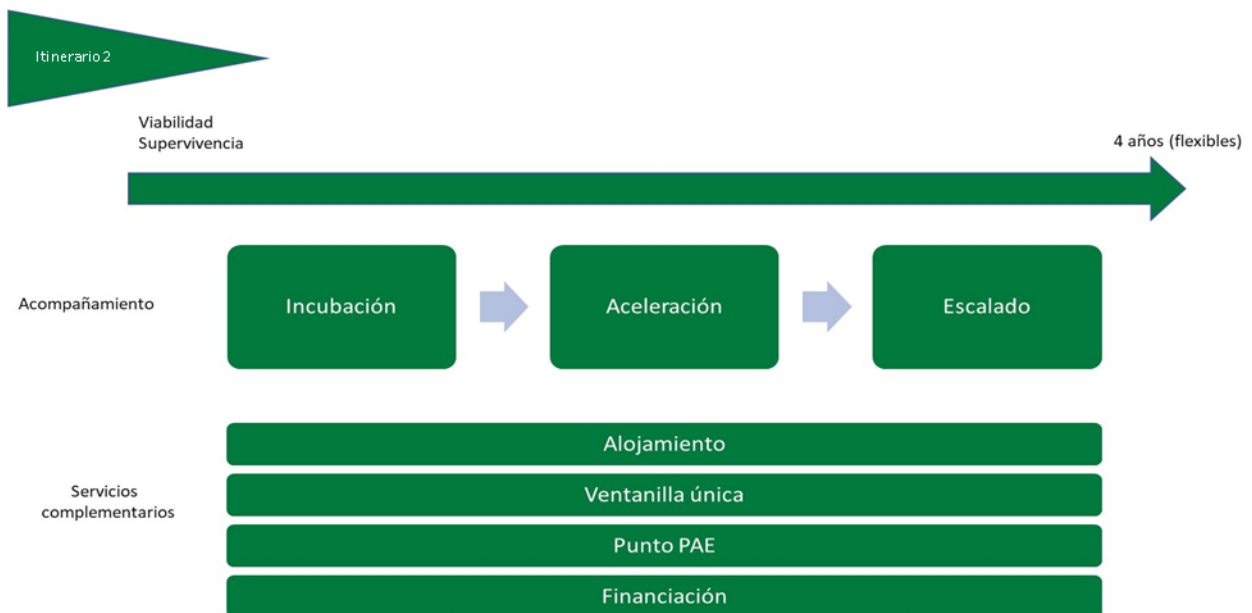 Itinerario 2
Viabilidad
Supervivencia
4 años (flexibles)
Acompañamiento
Incubación
Aceleración
Escalado
Alojamiento
Ventanilla única
Servicios
complementarios
Punto PAE
Financiación